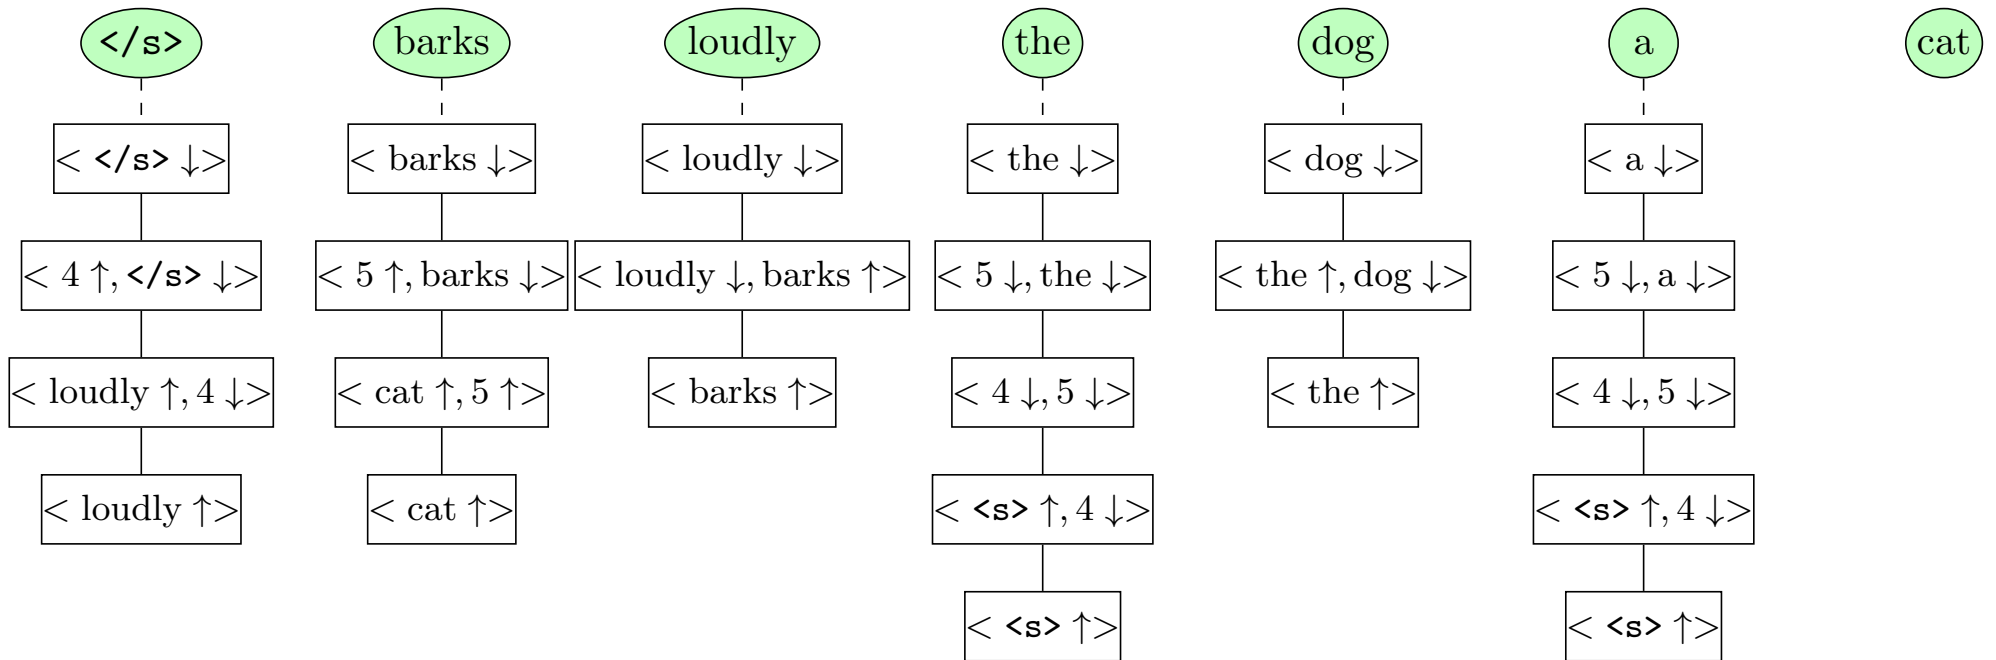 </s> barks loudly the dog a cat
< </s> ↓> < barks ↓> < loudly ↓> < the ↓> < dog ↓> < a ↓>
< 4 ↑, </s> ↓> < 5 ↑, barks ↓> < loudly ↓, barks ↑> < 5 ↓, the ↓> < the ↑, dog ↓> < 5 ↓, a ↓>
< loudly ↑, 4 ↓> < cat ↑, 5 ↑> < barks ↑> < 4 ↓, 5 ↓> < the ↑> < 4 ↓, 5 ↓>
< loudly ↑> < cat ↑> < <s> ↑, 4 ↓> < <s> ↑, 4 ↓>
< <s> ↑> < <s> ↑>